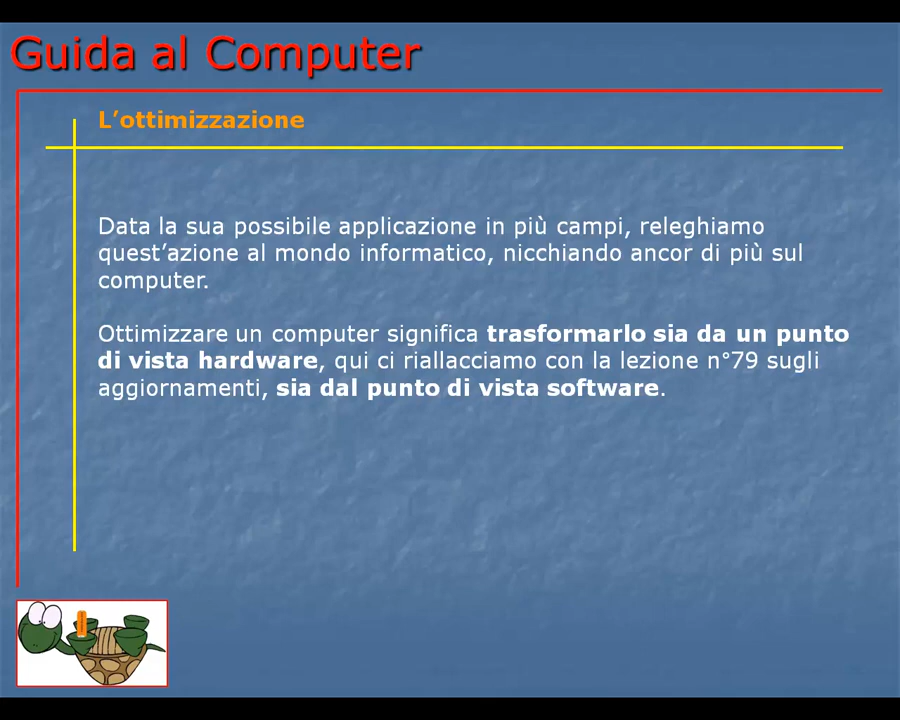 Guida al Computer
L’ottimizzazione
Data la sua possibile applicazione in più campi, releghiamo
quest’azione al mondo informatico, nicchiando ancor di più sul
computer.
Ottimizzare un computer significa trasformarlo sia da un punto
di vista hardware, qui ci riallacciamo con la lezione n°79 sugli
aggiornamenti, sia dal punto di vista software.